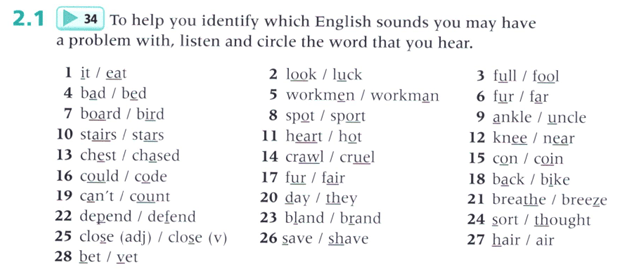 2.1 34 To help you identify which English sounds you may have
a problem with, listen and circle the word that you hear.
1 it / eat 2 look / luck 3 full / fool
4 bad / bed 5 workmen / workman 6 fur / far
7 board / bird 8 spot / sport 9 ankle / uncle
10 stairs / stars 11 heart / hot 12 knee / near
13 chest / chased 14 crawl / cruel 15 con / coin
16 could / code 17 fur / fair 18 back / bike
19 can't / count 20 day / they 21 breathe / breeze
22 depend / defend 23 bland / brand 24 sort / thought
25 close (adj) / close (v) 26 save / shave 27 hair / air
28 bet / vet